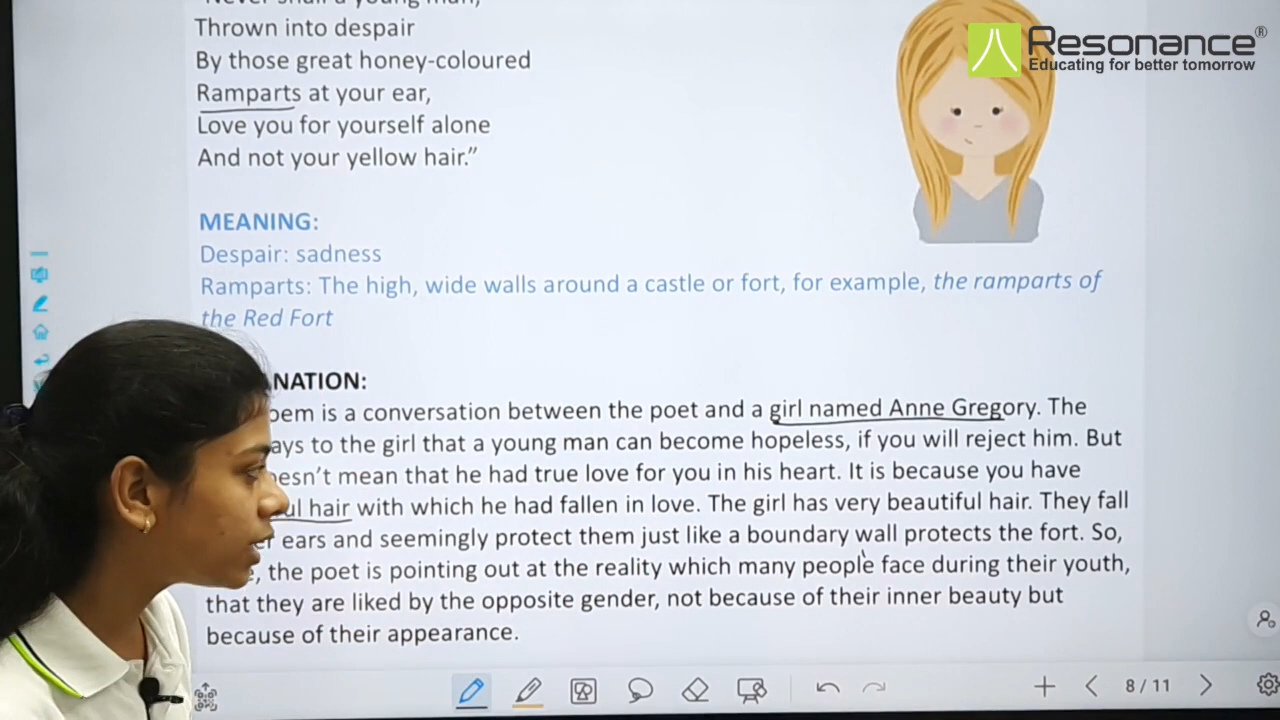 Never shall a young man,
Thrown into despair
By those great honey-coloured
Ramparts at your ear,
Love you for yourself alone
And not your yellow hair.”
Resonance®
Educating for better tomorrow
MEANING:
Despair: sadness
Ramparts: The high, wide walls around a castle or fort, for example, the ramparts of
the Red Fort
NATION:
oem is a conversation between the poet and a girl named Anne Gregory. The
ays to the girl that a young man can become hopeless, if you will reject him. But
esn’t mean that he had true love for you in his heart. It is because you have
ul hair with which he had fallen in love. The girl has very beautiful hair. They fall
ears and seemingly protect them just like a boundary wall protects the fort. So,
the poet is pointing out at the reality which many people face during their youth,
that they are liked by the opposite gender, not because of their inner beauty but
because of their appearance.
8 / 11